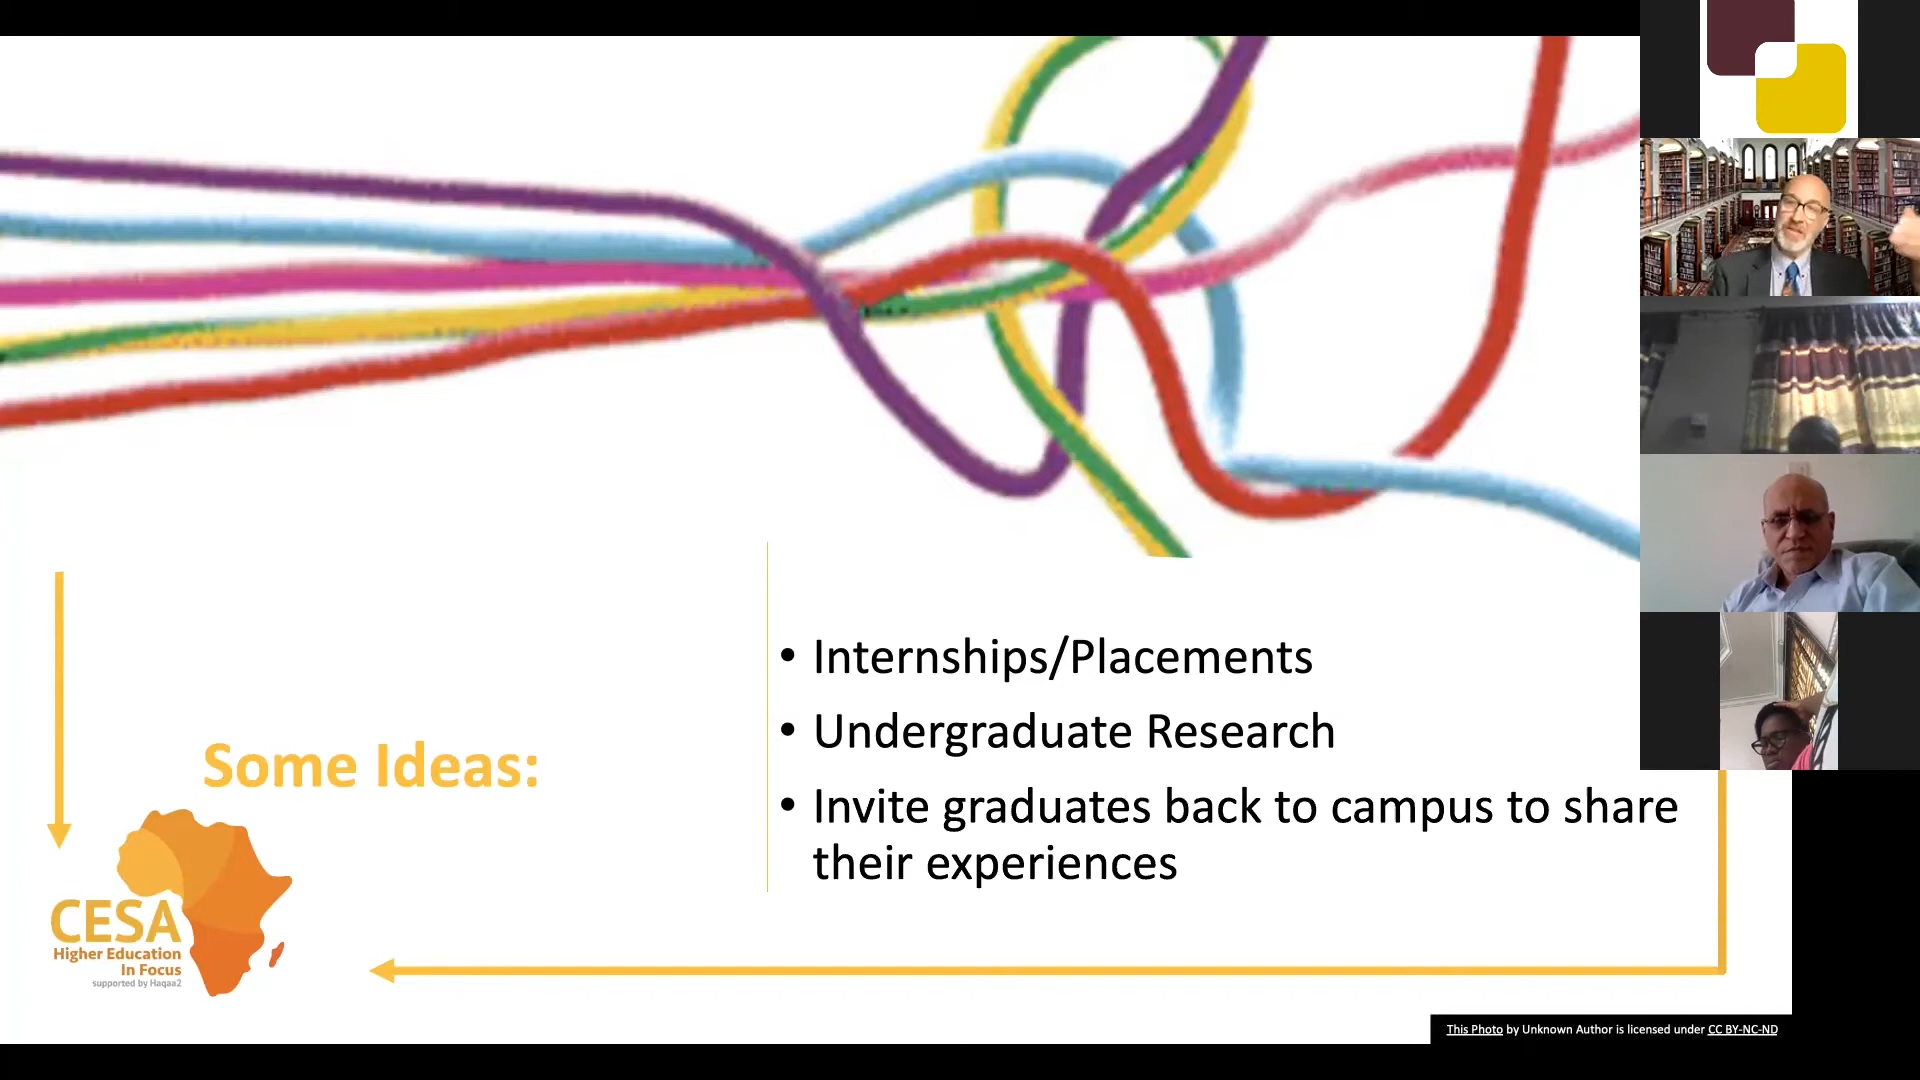 • Internships/Placements
• Undergraduate Research
Some Ideas:
• Invite graduates back to campus to share
their experiences
CESA
Higher Education
In Focus
supported by Haqaa2
This Photo by Unknown Author is licensed under CC BY-NC-ND